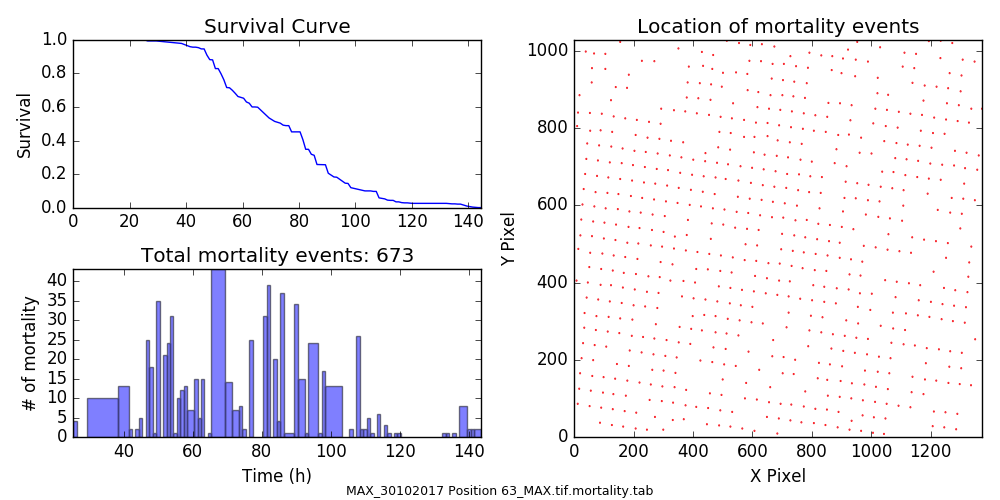 Survival Curve
1.0
0.8
0.6
0.4
0.2
0.0
Survival
0 20 40 60 80 100 120 140
Total mortality events: 673
40
35
30
25
20
15
10
5
0
# of mortality
40 60 80 100 120 140
Time (h)
Location of mortality events
1000
800
600
400
200
0
Y Pixel
0 200 400 600 800 1000 1200
X Pixel
MAX_30102017 Position 63_MAX.tif.mortality.tab